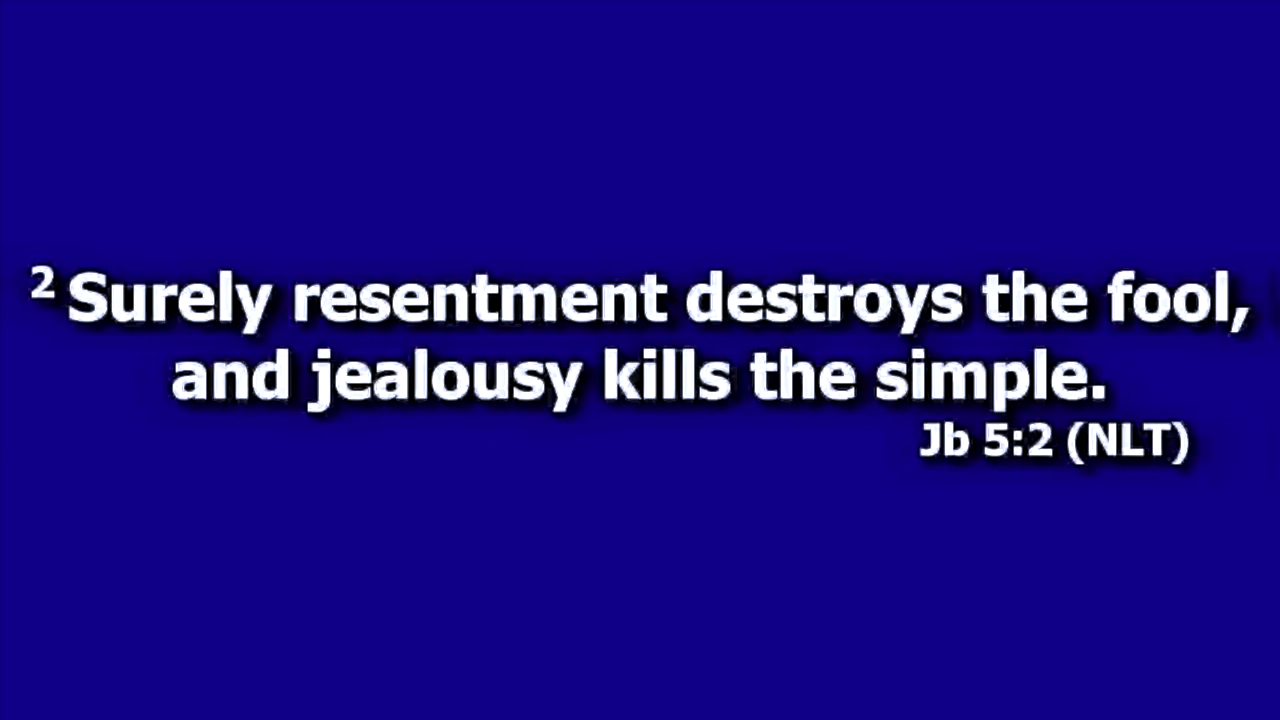 ² Surely resentment destroys the fool,
and jealousy kills the simple.
Jb 5:2 (NLT)